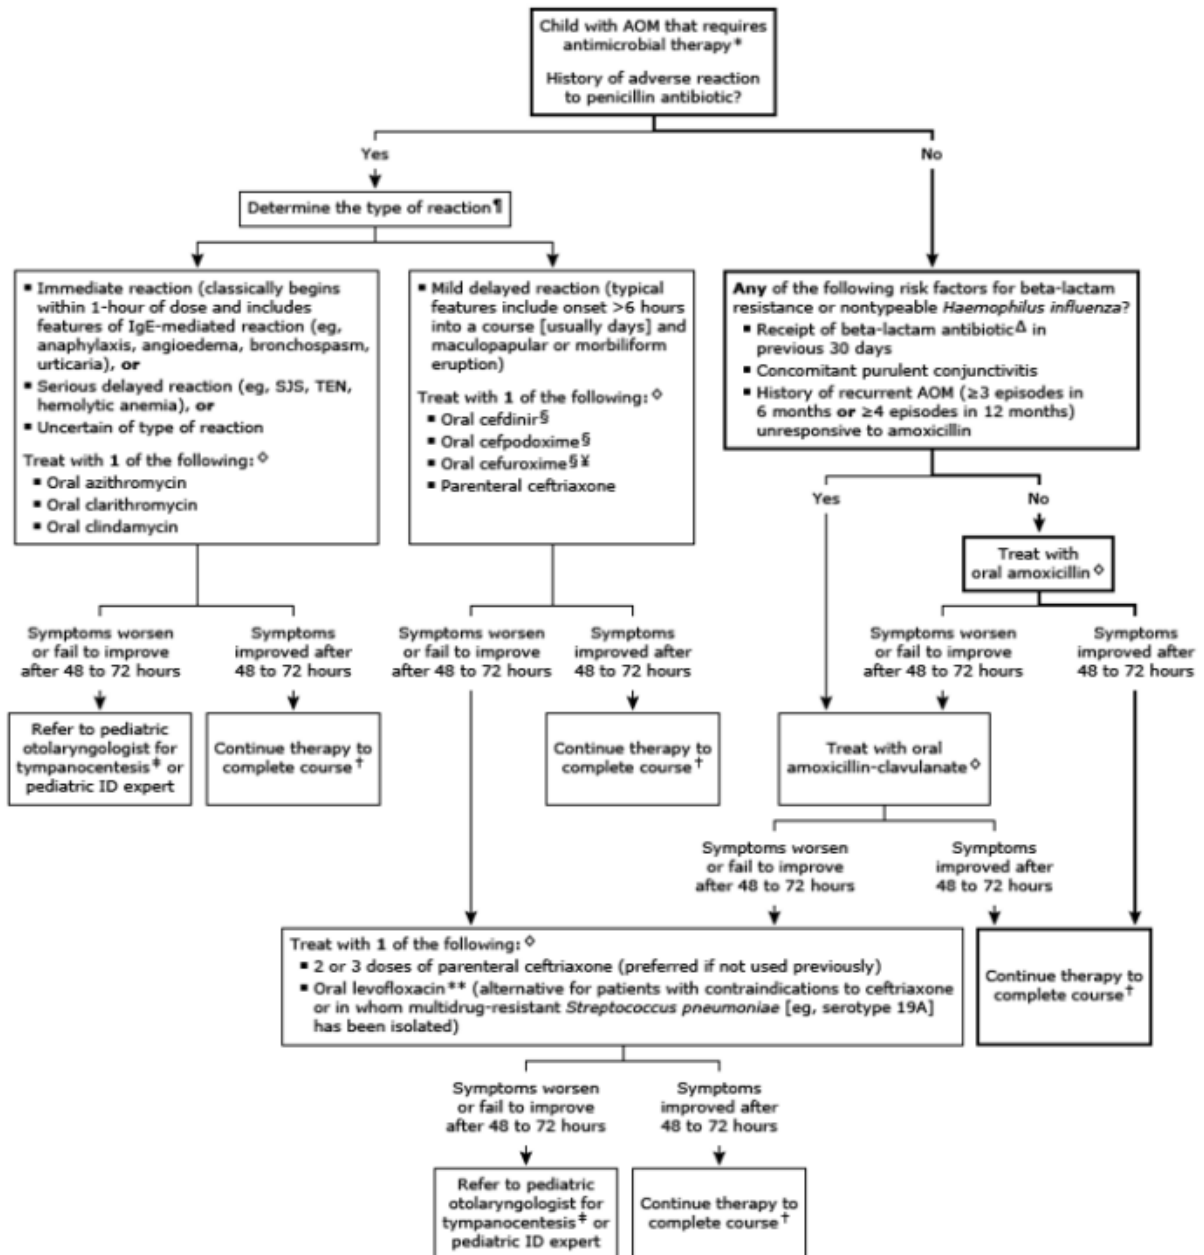 Child with AOM that requires
antimicrobial therapy*
History of adverse reaction
to penicillin antibiotic?
Yes
No
Determine the type of reaction¶
▪ Immediate reaction (classically begins
within 1-hour of dose and includes
features of IgE-mediated reaction (eg,
anaphylaxis, angioedema, bronchospasm,
urticaria), or
▪ Serious delayed reaction (eg, SJS, TEN,
hemolytic anemia), or
▪ Uncertain of type of reaction
Treat with 1 of the following:◇
▪ Oral azithromycin
▪ Oral clarithromycin
▪ Oral clindamycin
▪ Mild delayed reaction (typical
features include onset >6 hours
into a course [usually days] and
maculopapular or morbiliform
eruption)
Treat with 1 of the following:◇
▪ Oral cefdinir§
▪ Oral cefpodoxime§
▪ Oral cefuroxime§¥
▪ Parenteral ceftriaxone
Any of the following risk factors for beta-lactam
resistance or nontypeable Haemophilus influenza?
▪ Receipt of beta-lactam antibioticΔ in
previous 30 days
▪ Concomitant purulent conjunctivitis
▪ History of recurrent AOM (≥3 episodes in
6 months or ≥4 episodes in 12 months)
unresponsive to amoxicillin
Yes
No
Treat with
oral amoxicillin◇
Symptoms worsen
or fail to improve
after 48 to 72 hours
Symptoms
improved after
48 to 72 hours
Symptoms worsen
or fail to improve
after 48 to 72 hours
Symptoms
improved after
48 to 72 hours
Symptoms worsen
or fail to improve
after 48 to 72 hours
Symptoms
improved after
48 to 72 hours
Refer to pediatric
otolaryngologist for
tympanocentesis‡ or
pediatric ID expert
Continue therapy to
complete course†
Continue therapy to
complete course†
Treat with oral
amoxicillin-clavulanate◇
Symptoms worsen
or fail to improve
after 48 to 72 hours
Symptoms
improved after
48 to 72 hours
Treat with 1 of the following:◇
▪ 2 or 3 doses of parenteral ceftriaxone (preferred if not used previously)
▪ Oral levofloxacin** (alternative for patients with contraindications to ceftriaxone
or in whom multidrug-resistant Streptococcus pneumoniae [eg, serotype 19A]
has been isolated)
Continue therapy to
complete course†
Symptoms worsen
or fail to improve
after 48 to 72 hours
Symptoms
improved after
48 to 72 hours
Refer to pediatric
otolaryngologist for
tympanocentesis‡ or
pediatric ID expert
Continue therapy to
complete course†